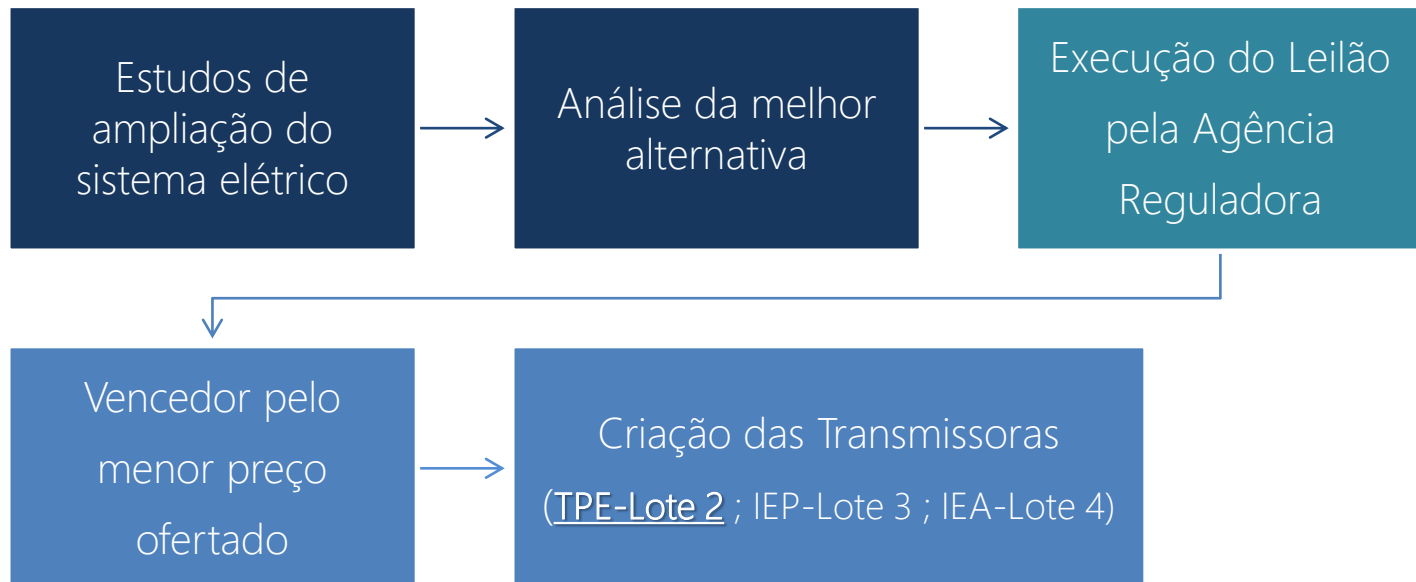 Estudos de
ampliação do
sistema elétrico
Análise da melhor
alternativa
Execução do Leilão
pela Agência
Reguladora
Vencedor pelo
menor preço
ofertado
Criação das Transmissoras
(TPE-Lote 2 ; IEP-Lote 3 ; IEA-Lote 4)